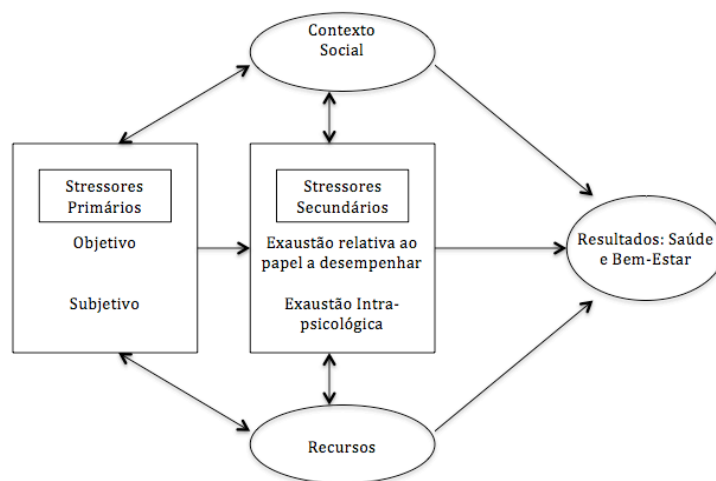 Contexto
Social
Stressores
Primários
Objetivo
Subjetivo
Stressores
Secundários
Exaustão relativa ao
papel a desempenhar
Exaustão Intra-
psicológica
Resultados: Saúde
e Bem-Estar
Recursos